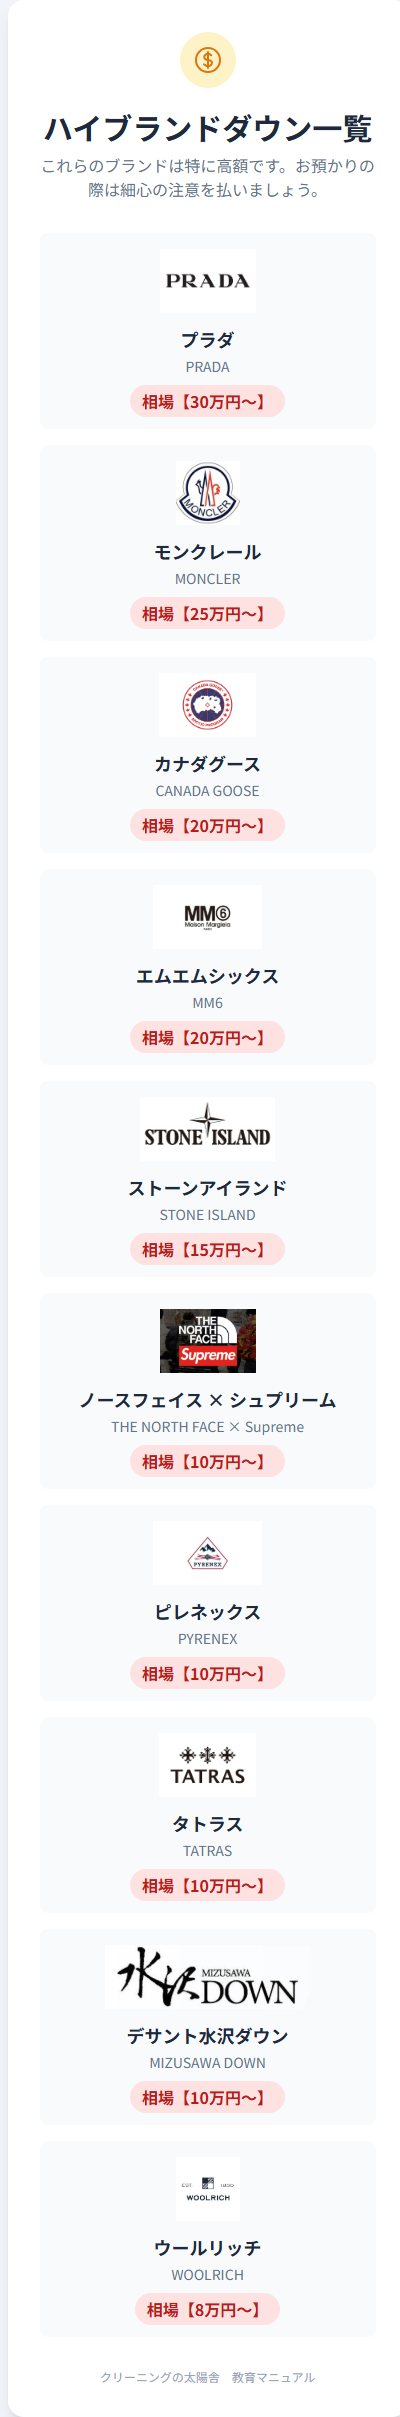 ハイブランドダウン一覧
これらのブランドは特に高額です。お預かりの
際は細心の注意を払いましょう。
PRADA
プラダ
PRADA
相場【30万円〜】
MONCLER
モンクレール
MONCLER
相場【25万円〜】
カナダグース
CANADA GOOSE
相場【20万円〜】
MM⑥
Maison Margiela
エムエムシックス
MM6
相場【20万円〜】
STONE ISLAND
ストーンアイランド
STONE ISLAND
相場【15万円〜】
THE
NORTH
FACE
Supreme
ノースフェイス × シュプリーム
THE NORTH FACE × Supreme
相場【10万円〜】
PYRENEX
ピレネックス
PYRENEX
相場【10万円〜】
TATRAS
タトラス
TATRAS
相場【10万円〜】
水沢 MIZUSAWA
DOWN
デサント水沢ダウン
MIZUSAWA DOWN
相場【10万円〜】
WOOLRICH
ウールリッチ
WOOLRICH
相場【8万円〜】
クリーニングの太陽舎　教育マニュアル